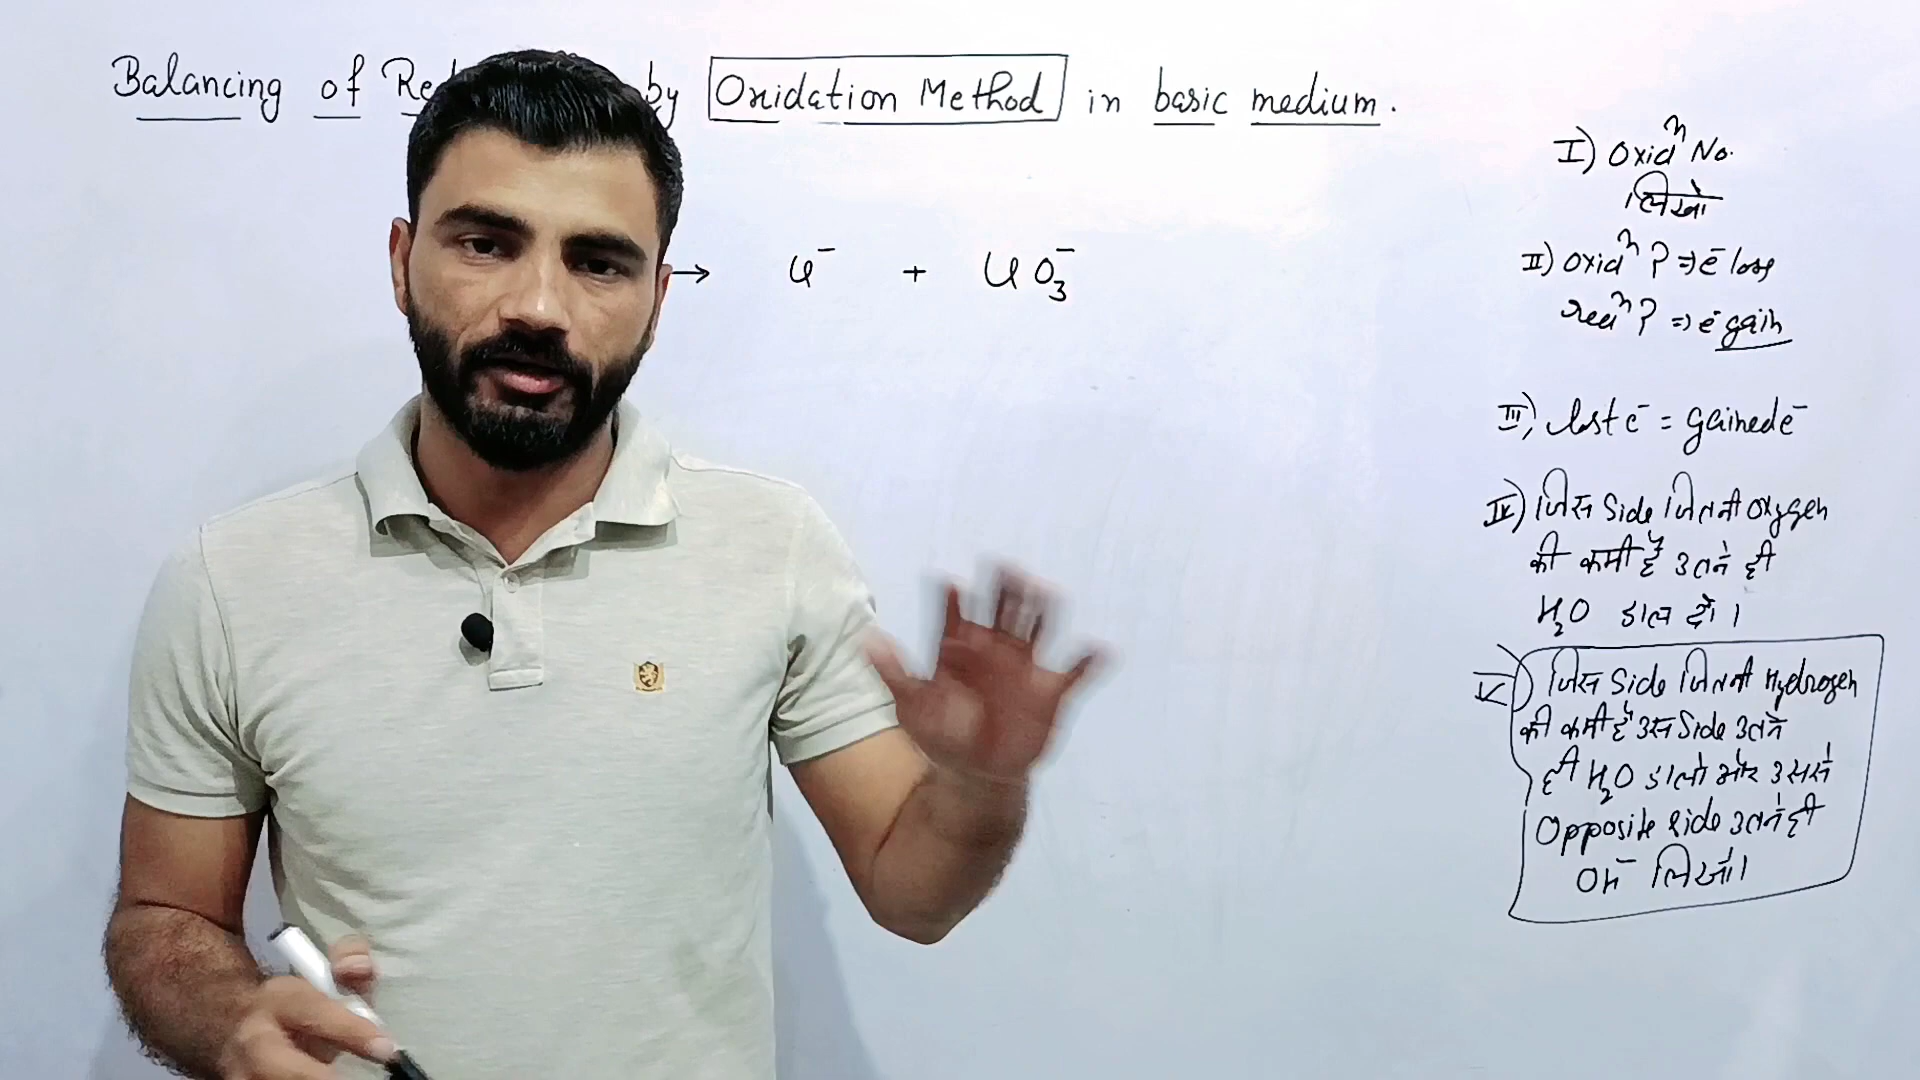 Balancing of Re by Oxidation Method in basic medium.
→ Cl⁻ + ClO₃⁻
I) Oxidⁿ No.
लिखो
II) Oxidⁿ ? ⇒ e⁻ loss
redⁿ ? ⇒ e⁻ gain
III) lost e⁻ = gained e⁻
IV) जिस Side जितनी Oxygen
की कमी है उतने ही
H₂O डाल दो।
V) जिस Side जितनी Hydrogen
की कमी है उस Side उतने
ही H₂O डालो और उससे
Opposite side उतने ही
OH⁻ लिखो।